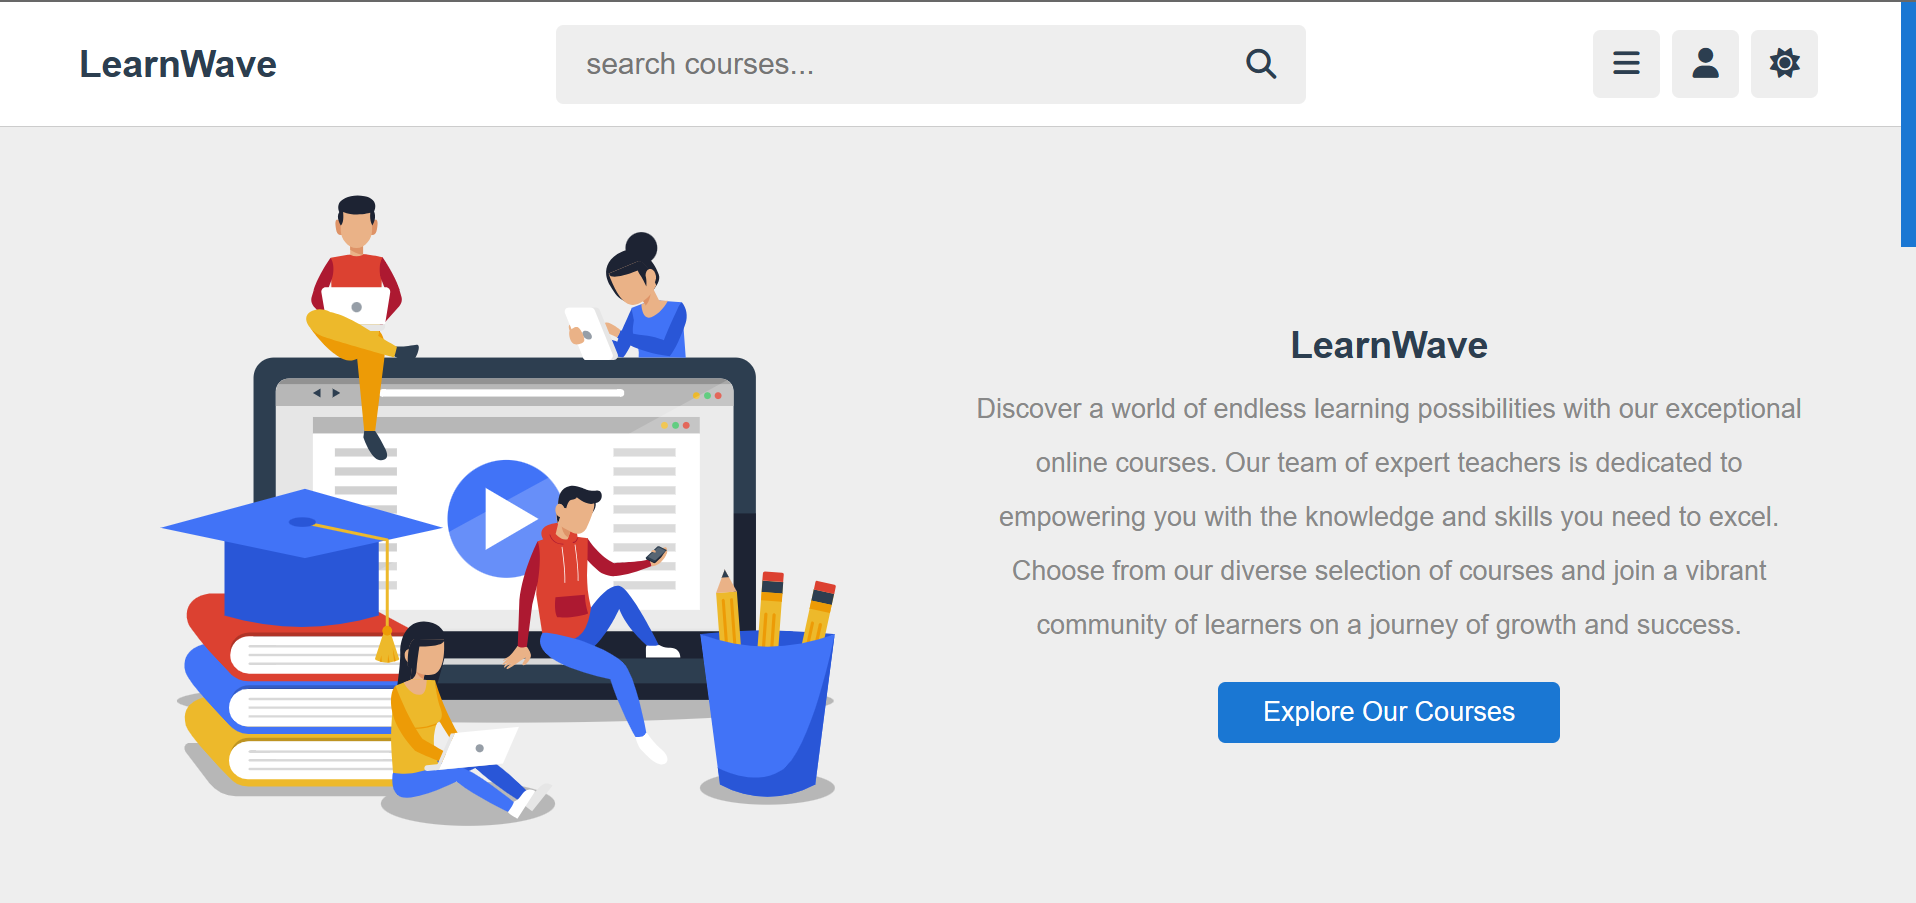 LearnWave
search courses...
LearnWave
Discover a world of endless learning possibilities with our exceptional
online courses. Our team of expert teachers is dedicated to
empowering you with the knowledge and skills you need to excel.
Choose from our diverse selection of courses and join a vibrant
community of learners on a journey of growth and success.
Explore Our Courses